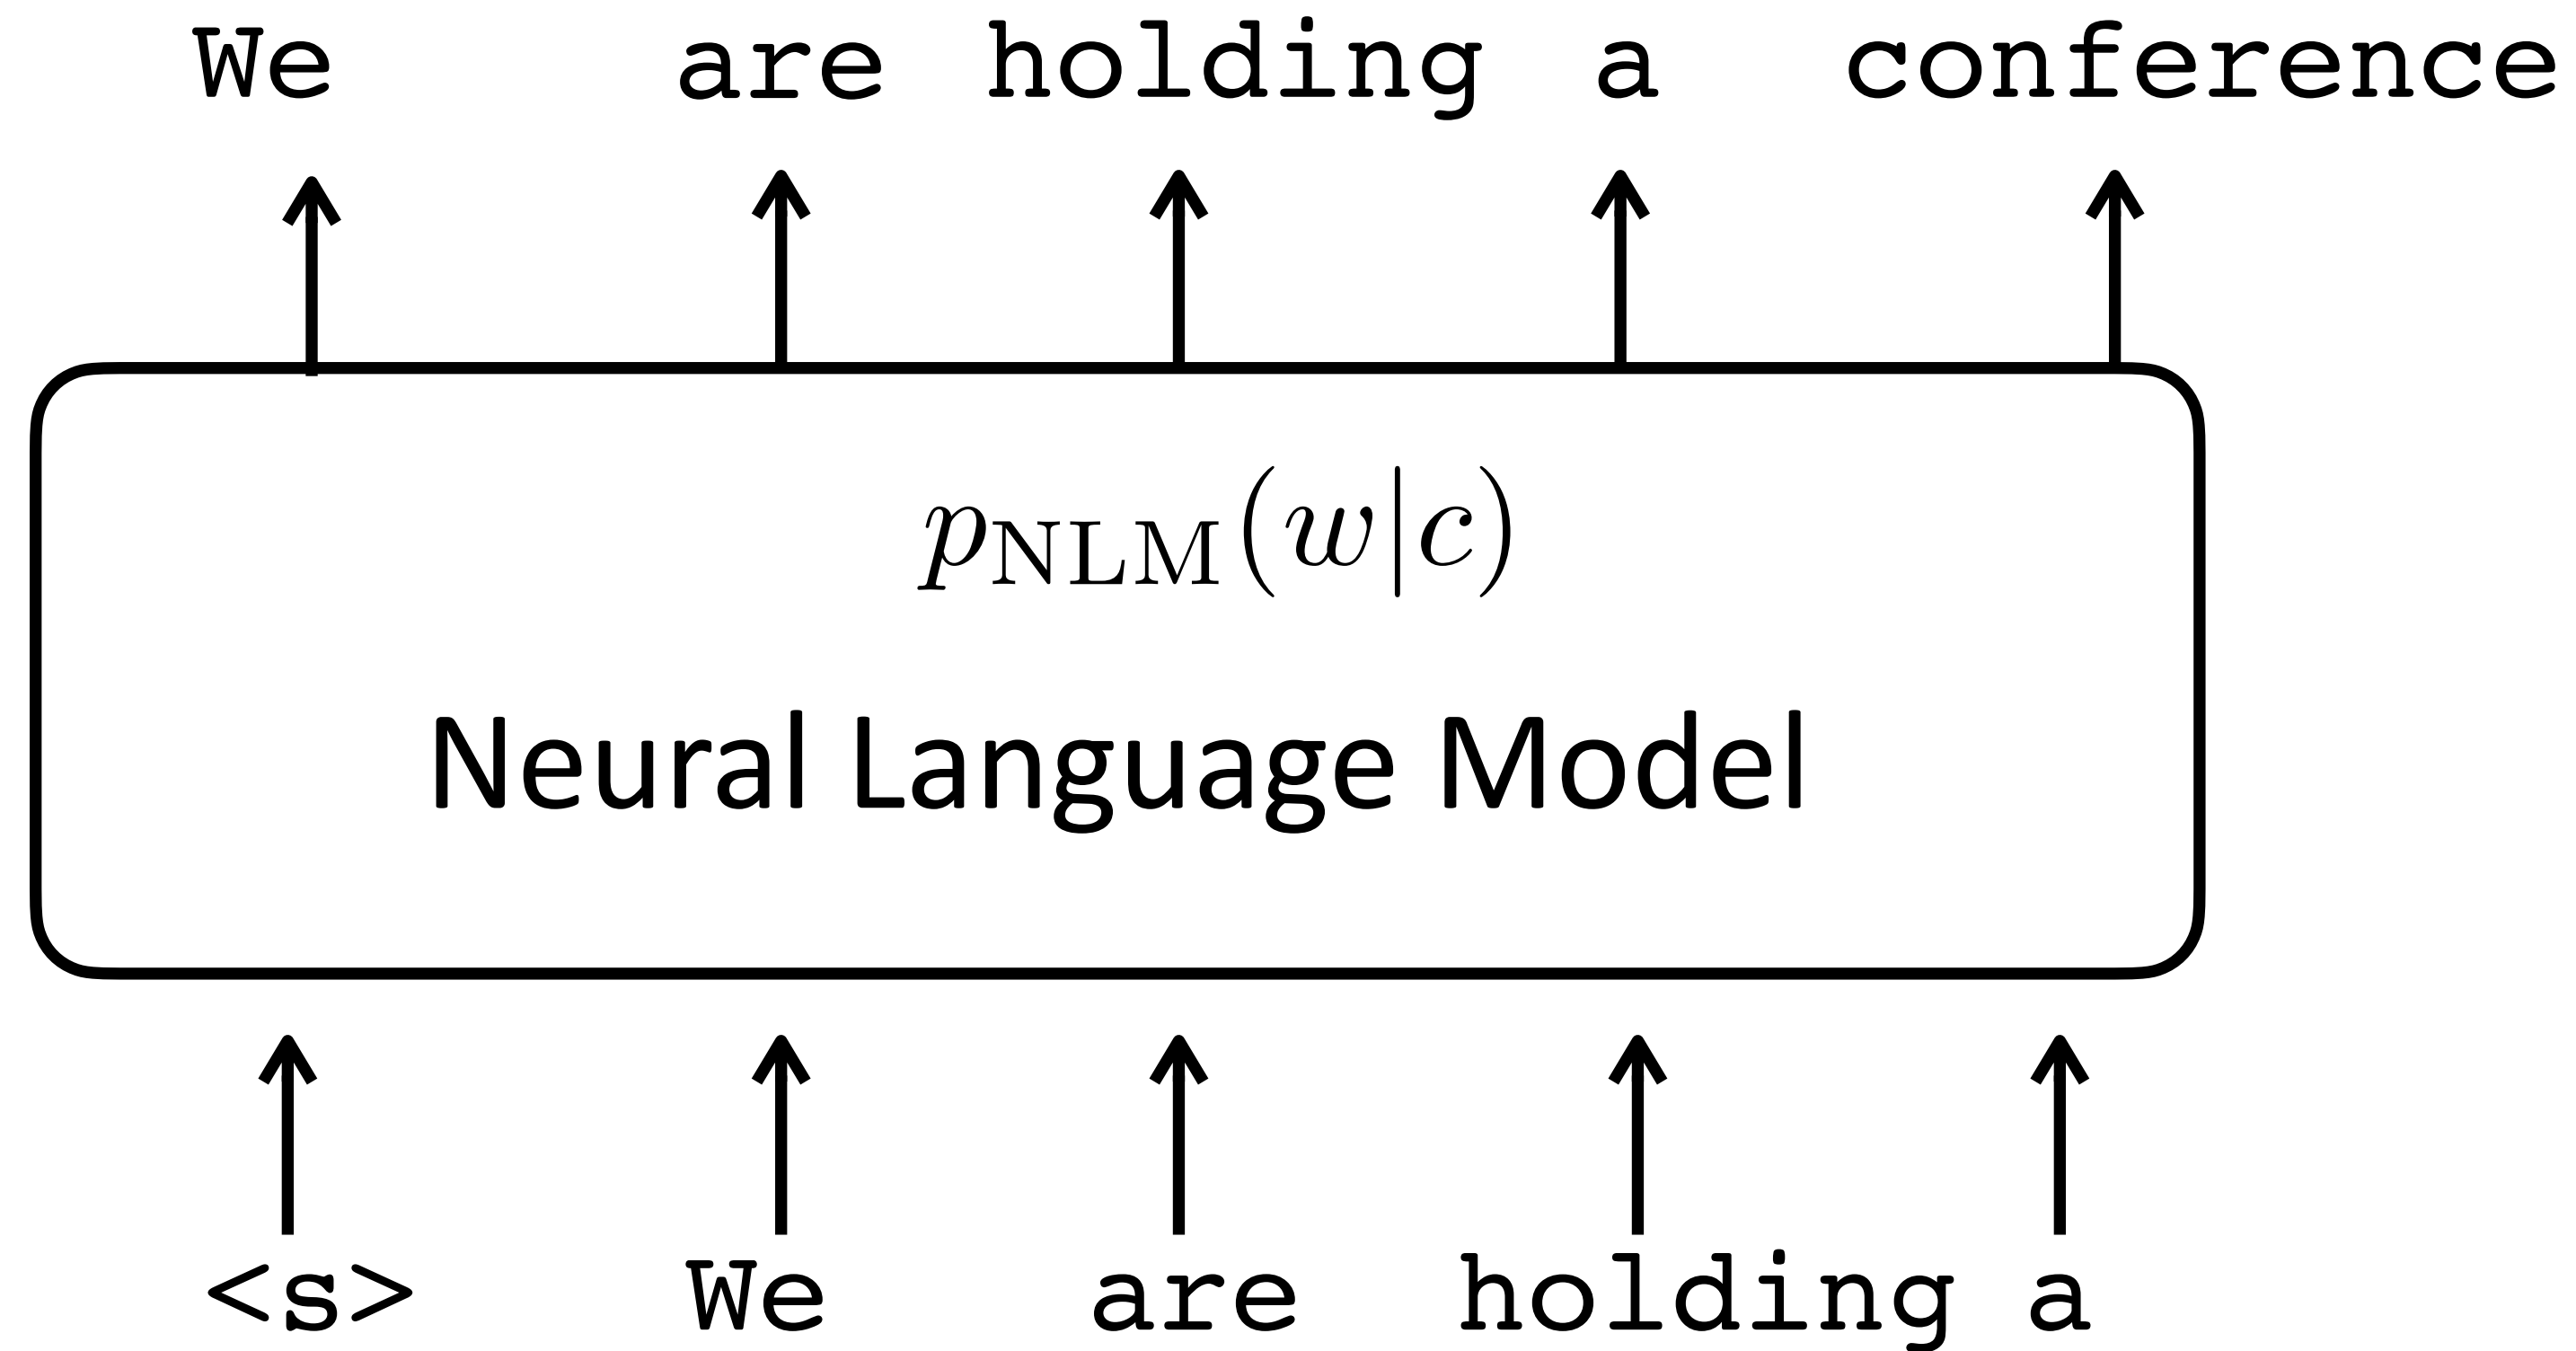 We are holding a conference
p_NLM(w|c)
Neural Language Model
<s> We are holding a